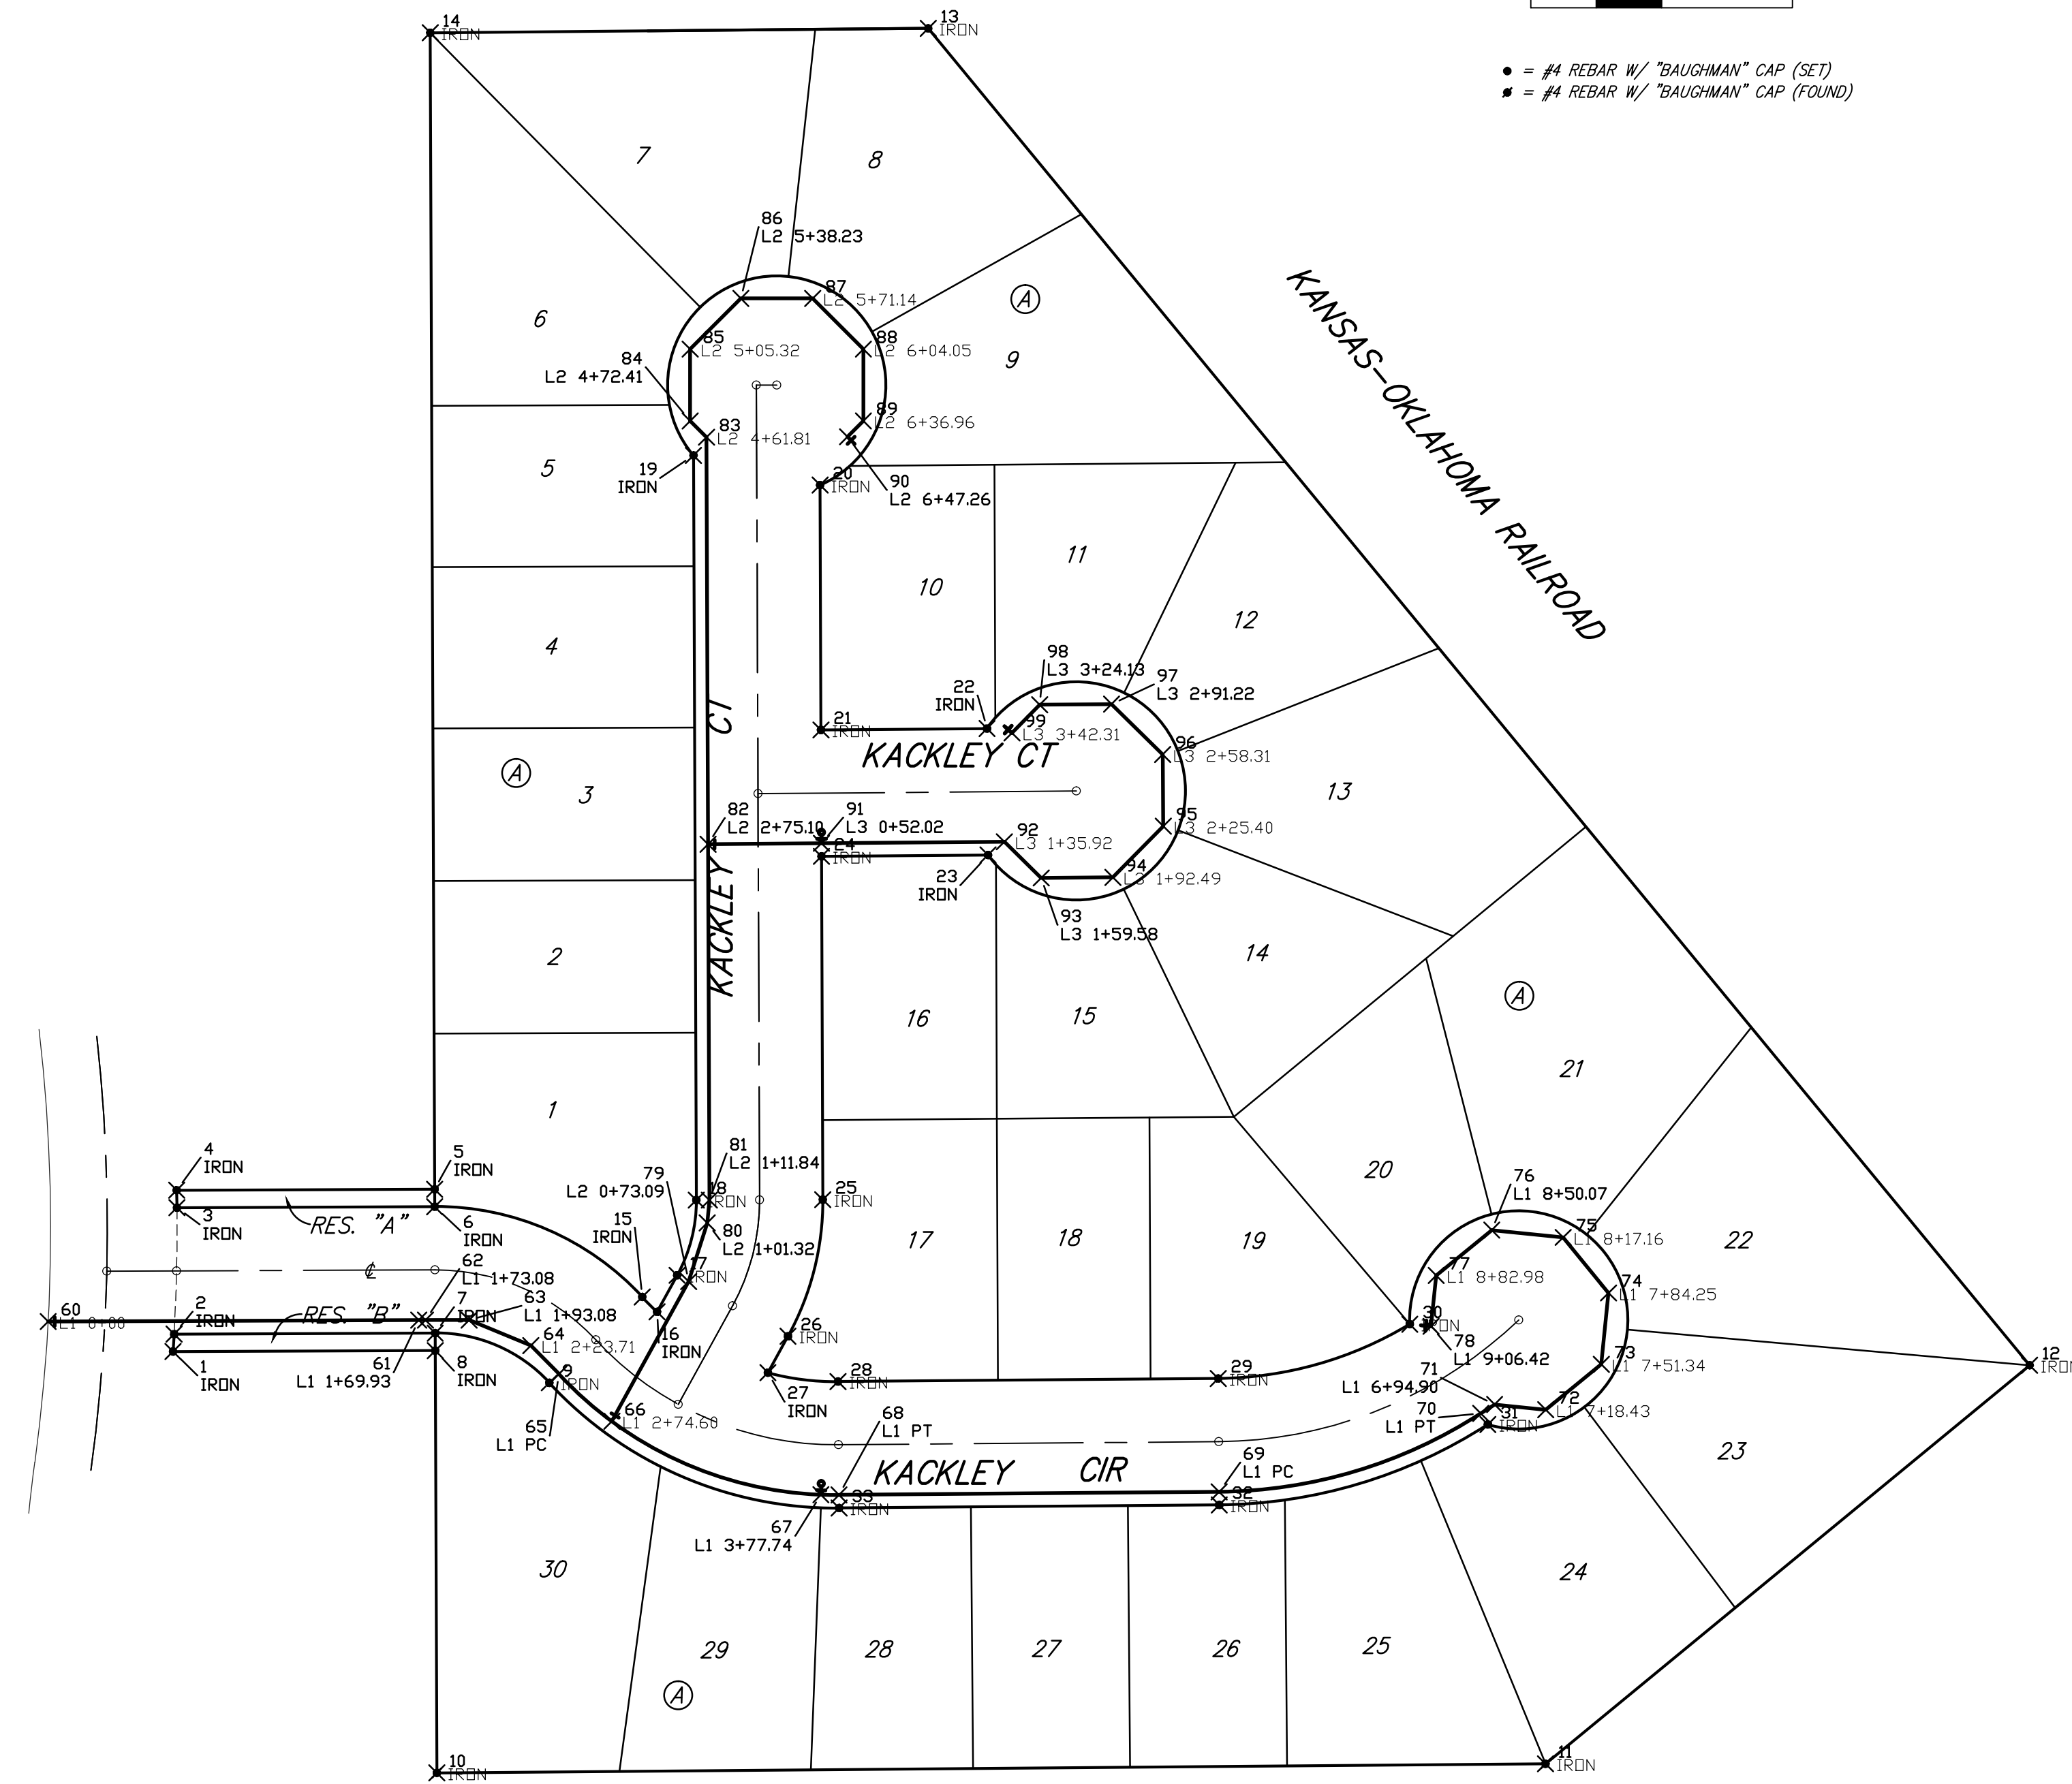 14
IRON
13
IRON
● = #4 REBAR W/ "BAUGHMAN" CAP (SET)
= #4 REBAR W/ "BAUGHMAN" CAP (FOUND)
7
8
86
L2 5+38.23
87
L2 5+71.14
A
6
85
L2 5+05.32
88
L2 6+04.05
9
84
L2 4+72.41
KANSAS-OKLAHOMA RAILROAD
83
L2 4+61.81
89
L2 6+36.96
5
19
IRON
20
IRON
90
L2 6+47.26
11
10
12
4
98
L3 3+24.13
97
L3 2+91.22
22
IRON
21
IRON
99
L3 3+42.31
KACKLEY CT
KACKLEY CT
96
L3 2+58.31
A
3
13
82
L2 2+75.10
91
L3 0+52.02
95
L3 2+25.40
24
IRON
92
L3 1+35.92
23
IRON
94
L3 1+92.49
93
L3 1+59.58
2
14
16
15
A
21
1
4
IRON
5
IRON
81
L2 1+11.84
79
L2 0+73.09
20
76
L1 8+50.07
18
IRON
25
IRON
3
IRON
RES. "A"
6
IRON
15
IRON
80
L2 1+01.32
17
18
19
75
L1 8+17.16
22
62
L1 1+73.08
17
IRON
77
L1 8+82.98
74
L1 7+84.25
60
L1 0+00
2
IRON
RES. "B"
7
IRON
63
L1 1+93.08
16
IRON
26
IRON
30
IRON
64
L1 2+23.71
78
L1 9+06.42
1
IRON
61
L1 1+69.93
8
IRON
9
IRON
28
IRON
29
IRON
71
L1 6+94.90
73
L1 7+51.34
12
IRON
27
IRON
65
L1 PC
66
L1 2+74.60
68
L1 PT
70
L1 PT
31
IRON
72
L1 7+18.43
KACKLEY CIR
69
L1 PC
23
33
IRON
32
IRON
67
L1 3+77.74
30
24
29
28
27
26
25
A
10
IRON
11
IRON